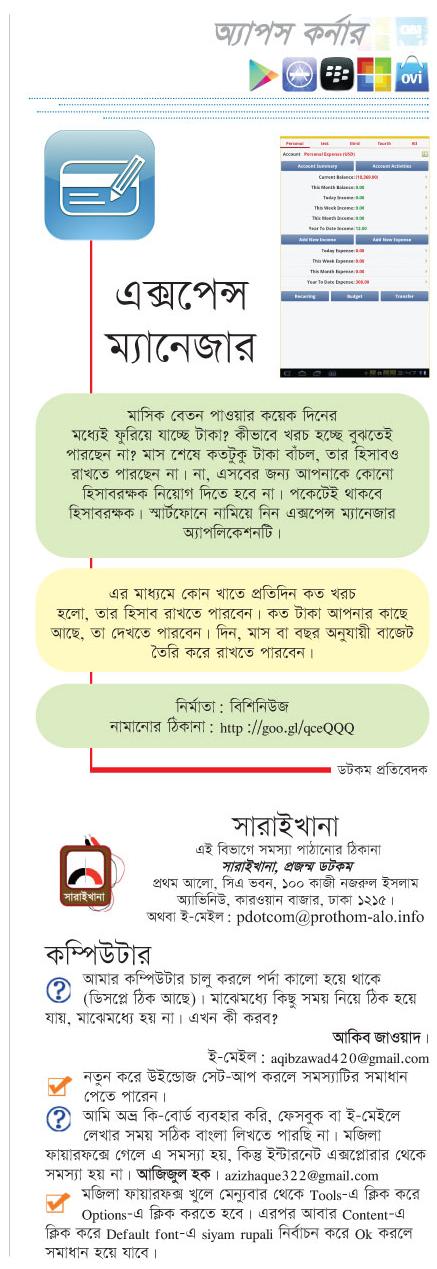 অ্যাপস কর্নার
ovi
Personal test third fourth All
Account Personal Expense (USD)
Account Summary Account Activities
Current Balance:
This Month Balance: 0.00
Today Income: 0.00
This Week Income: 0.00
This Month Income: 0.00
Year To Date Income: 12.00
Add New Income Add New Expense
Today Expense: 0.00
This Week Expense: 0.00
This Month Expense: 0.00
Year To Date Expense: 300.00
Recurring Budget Transfer
এক্সপেন্স
ম্যানেজার
মাসিক বেতন পাওয়ার কয়েক দিনের
মধ্যেই ফুরিয়ে যাচ্ছে টাকা? কীভাবে খরচ হচ্ছে বুঝতেই
পারছেন না? মাস শেষে কতটুকু টাকা বাঁচল, তার হিসাবও
রাখতে পারছেন না। না, এসবের জন্য আপনাকে কোনো
হিসাবরক্ষক নিয়োগ দিতে হবে না। পকেটেই থাকবে
হিসাবরক্ষক। স্মার্টফোনে নামিয়ে নিন এক্সপেন্স ম্যানেজার
অ্যাপলিকেশনটি।
এর মাধ্যমে কোন খাতে প্রতিদিন কত খরচ
হলো, তার হিসাব রাখতে পারবেন। কত টাকা আপনার কাছে
আছে, তা দেখতে পারবেন। দিন, মাস বা বছর অনুযায়ী বাজেট
তৈরি করে রাখতে পারবেন।
নির্মাতা : বিশিনিউজ
নামানোর ঠিকানা : http ://goo.gl/qceQQQ
ডটকম প্রতিবেদক
সারাইখানা
এই বিভাগে সমস্যা পাঠানোর ঠিকানা
সারাইখানা, প্রজন্ম ডটকম
প্রথম আলো, সিএ ভবন, ১০০ কাজী নজরুল ইসলাম
অ্যাভিনিউ, কারওয়ান বাজার, ঢাকা ১২১৫।
অথবা ই-মেইল : pdotcom@prothom-alo.info
সারাইখানা
কম্পিউটার
আমার কম্পিউটার চালু করলে পর্দা কালো হয়ে থাকে
(ডিসপ্লে ঠিক আছে)। মাঝেমধ্যে কিছু সময় নিয়ে ঠিক হয়ে
যায়, মাঝেমধ্যে হয় না। এখন কী করব?
আকিব জাওয়াদ।
ই-মেইল : aqibzawad420@gmail.com
নতুন করে উইন্ডোজ সেট-আপ করলে সমস্যাটির সমাধান
পেতে পারেন।
আমি অভ্র কি-বোর্ড ব্যবহার করি, ফেসবুক বা ই-মেইলে
লেখার সময় সঠিক বাংলা লিখতে পারছি না। মজিলা
ফায়ারফক্সে গেলে এ সমস্যা হয়, কিন্তু ইন্টারনেট এক্সপ্লোরার থেকে
সমস্যা হয় না। আজিজুল হক। azizhaque322@gmail.com
মজিলা ফায়ারফক্স খুলে মেন্যুবার থেকে Tools-এ ক্লিক করে
Options-এ ক্লিক করতে হবে। এরপর আবার Content-এ
ক্লিক করে Default font-এ siyam rupali নির্বাচন করে Ok করলে
সমাধান হয়ে যাবে।